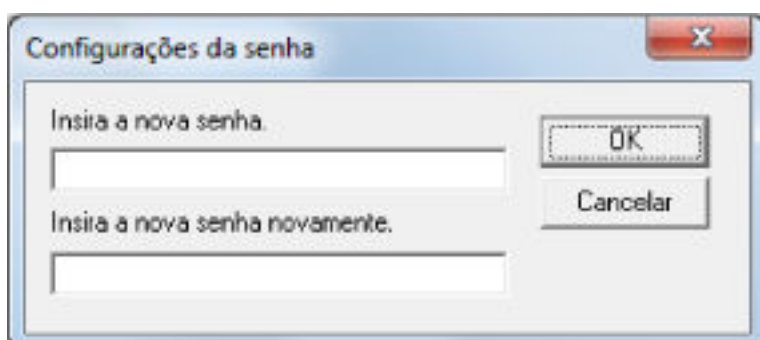 Configurações da senha
Insira a nova senha.
OK
Cancelar
Insira a nova senha novamente.